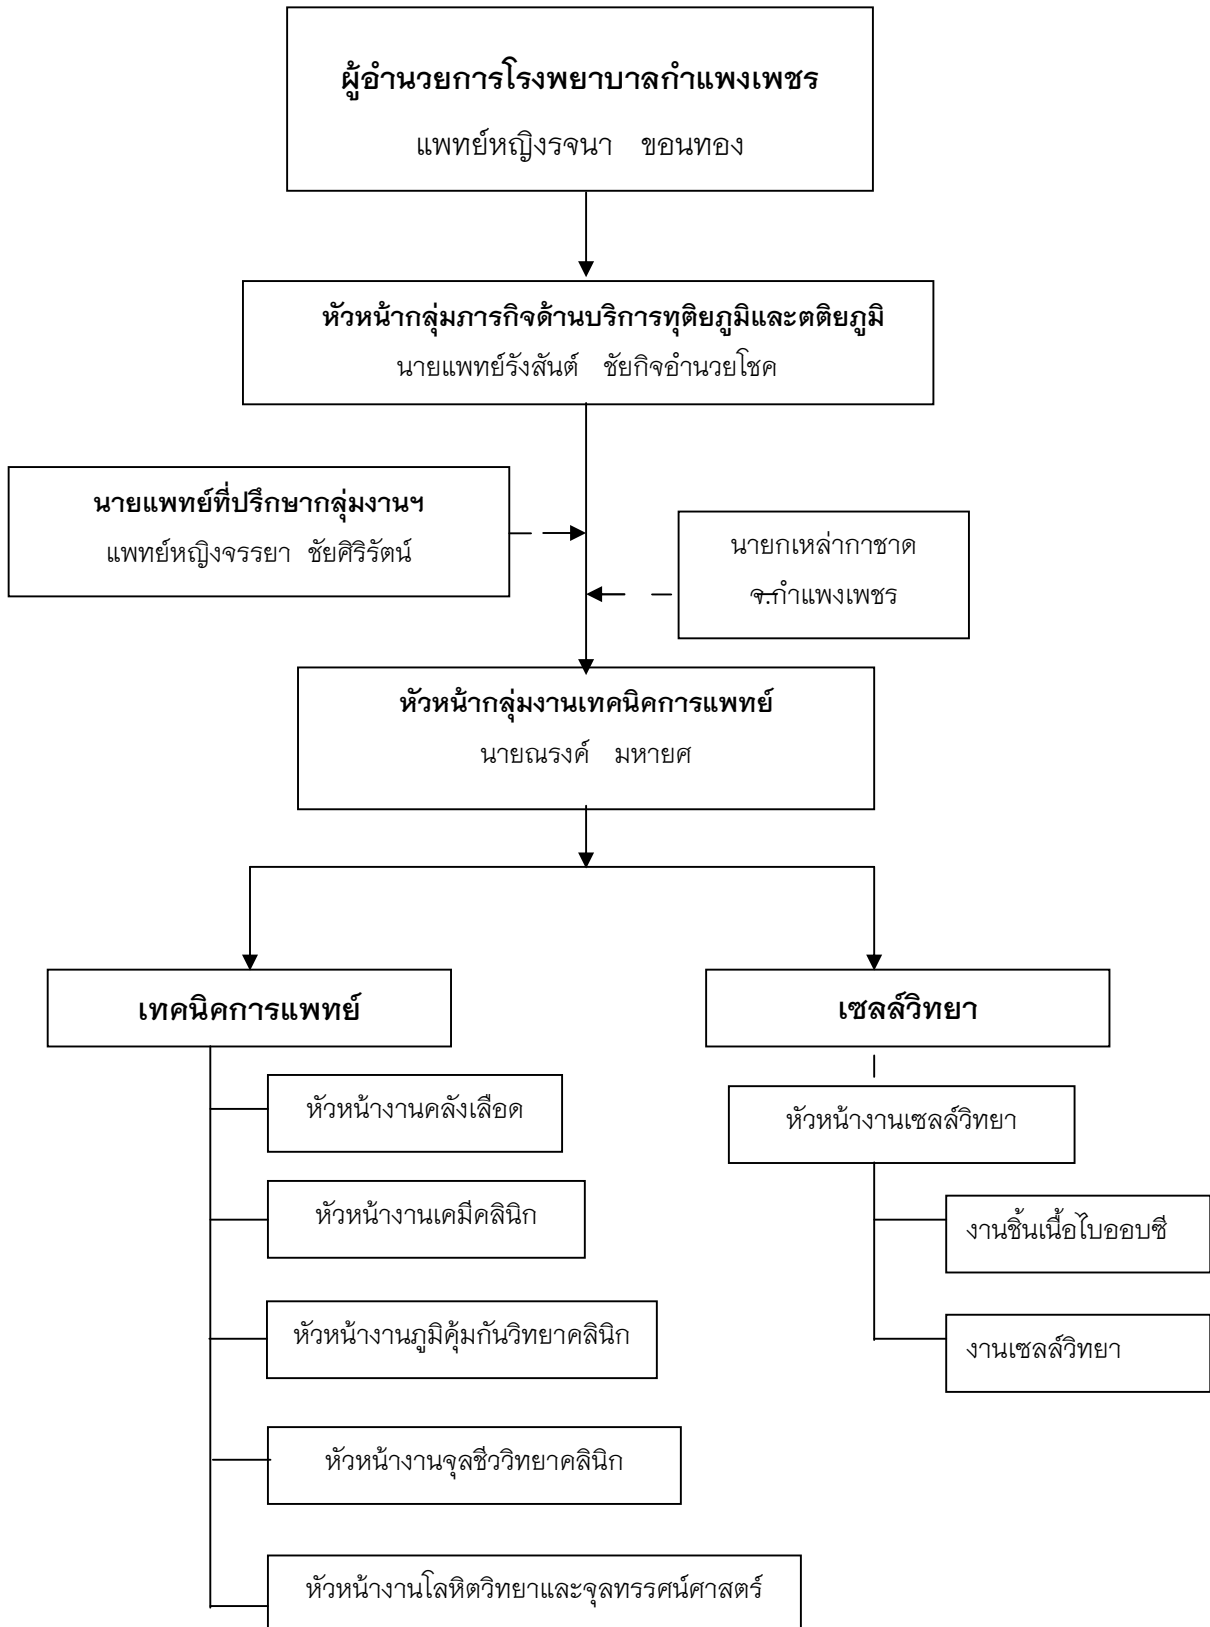 ผู้อำนวยการโรงพยาบาลกำแพงเพชร
แพทย์หญิงรจนา ขอนทอง
หัวหน้ากลุ่มภารกิจด้านบริการทุติยภูมิและตติยภูมิ
นายแพทย์รังสันต์ ชัยกิจอำนวยโชค
นายแพทย์ที่ปรึกษากลุ่มงานฯ
แพทย์หญิงจรรยา ชัยศิริรัตน์
นายกเหล่ากาชาด
จ.กำแพงเพชร
หัวหน้ากลุ่มงานเทคนิคการแพทย์
นายณรงค์ มหายศ
เทคนิคการแพทย์
หัวหน้างานคลังเลือด
หัวหน้างานเคมีคลินิก
หัวหน้างานภูมิคุ้มกันวิทยาคลินิก
หัวหน้างานจุลชีววิทยาคลินิก
หัวหน้างานโลหิตวิทยาและจุลทรรศน์ศาสตร์
เซลล์วิทยา
หัวหน้างานเซลล์วิทยา
งานชิ้นเนื้อไบออบซี
งานเซลล์วิทยา